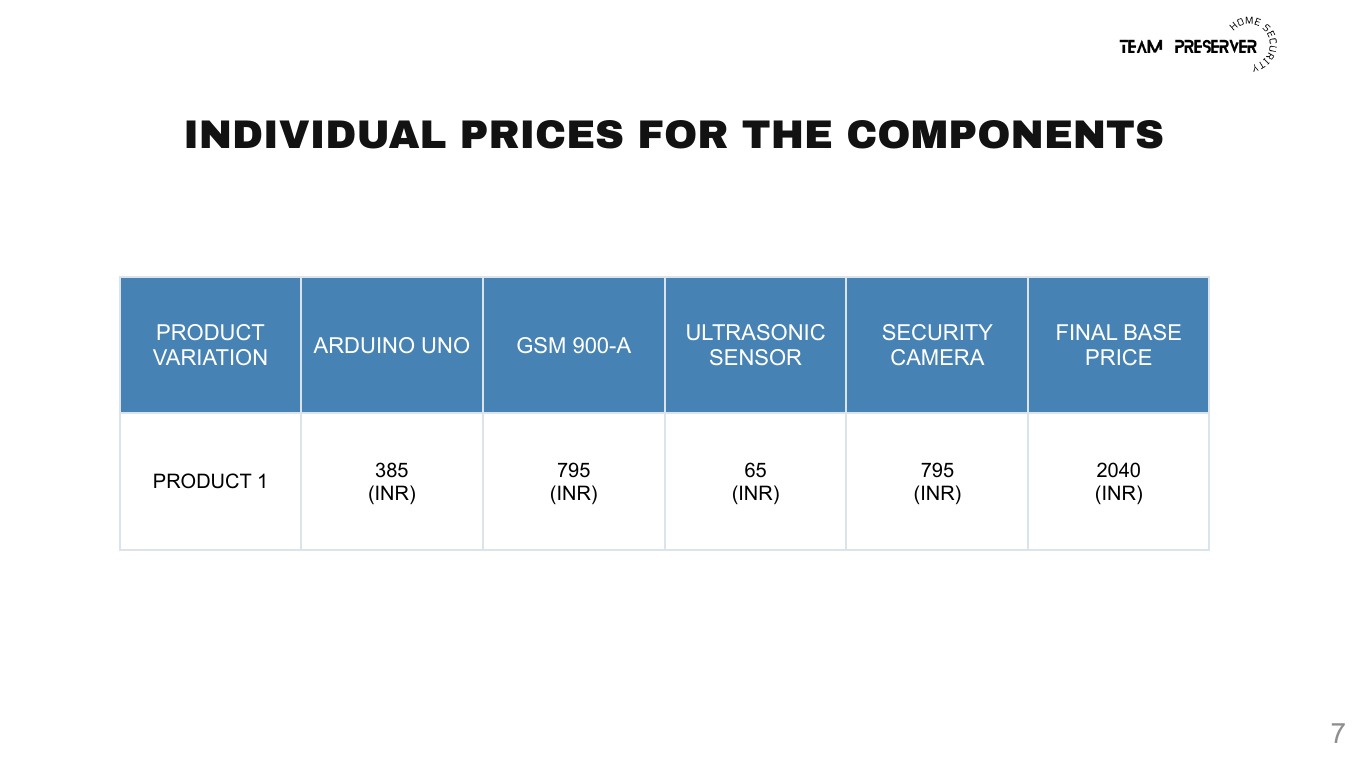 HOME SECURITY
TEAM PRESERVER
INDIVIDUAL PRICES FOR THE COMPONENTS
PRODUCT
VARIATION
ARDUINO UNO
GSM 900-A
ULTRASONIC
SENSOR
SECURITY
CAMERA
FINAL BASE
PRICE
PRODUCT 1
385
(INR)
795
(INR)
65
(INR)
795
(INR)
2040
(INR)
7